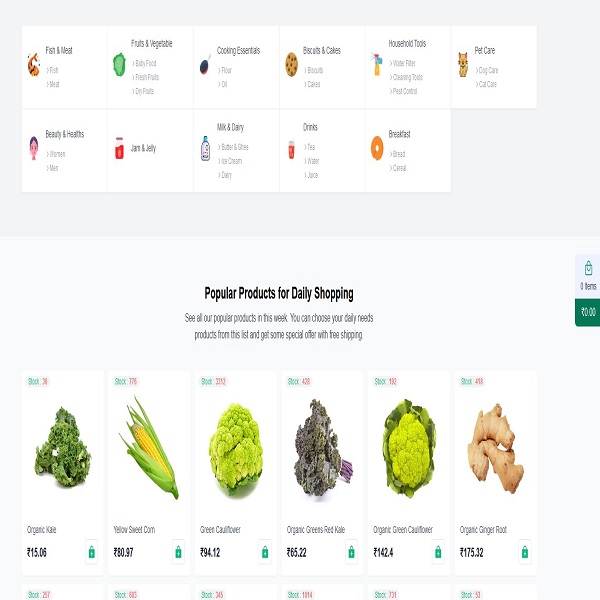 Fish & Meat
Fish
Meat
Fruits & Vegetable
Baby Food
Fresh Fruits
Dry Fruits
Cooking Essentials
Flour
Oil
Biscuits & Cakes
Biscuits
Cakes
Household Tools
Water Filter
Cleaning Tools
Pest Control
Pet Care
Dog Care
Cat Care
Beauty & Healths
Women
Men
Jam & Jelly
Milk & Dairy
Butter & Ghee
Ice Cream
Dairy
Drinks
Tea
Water
Juice
Breakfast
Bread
Cereal
0 Items
₹0.00
Popular Products for Daily Shopping
See all our popular products in this week. You can choose your daily needs
products from this list and get some special offer with free shipping.
Stock : 36
Organic Kale
₹15.06
Stock : 776
Yellow Sweet Corn
₹80.97
Stock : 3312
Green Cauliflower
₹94.12
Stock : 428
Organic Greens Red Kale
₹65.22
Stock : 192
Organic Green Cauliflower
₹142.4
Stock : 418
Organic Ginger Root
₹175.32
Stock : 257
Stock : 603
Stock : 345
Stock : 1014
Stock : 731
Stock : 53